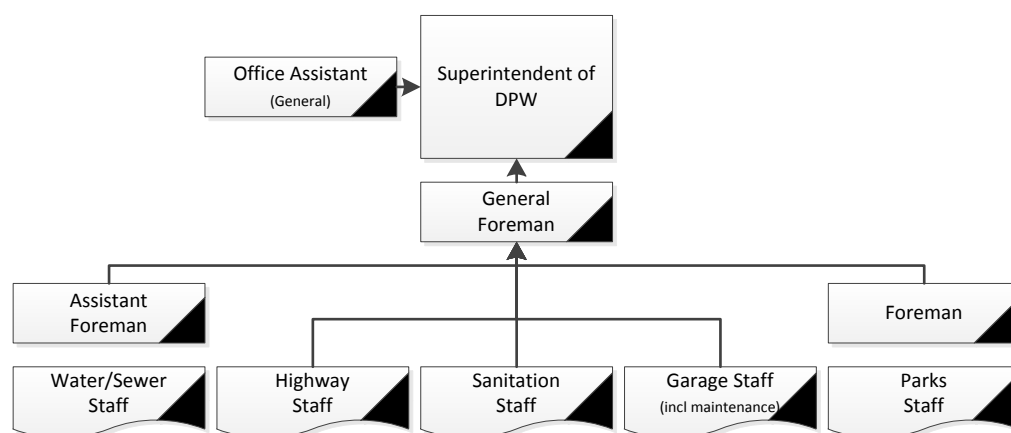 Office Assistant
(General)
Superintendent of
DPW
General
Foreman
Assistant
Foreman
Foreman
Water/Sewer
Staff
Highway
Staff
Sanitation
Staff
Garage Staff
(incl maintenance)
Parks
Staff